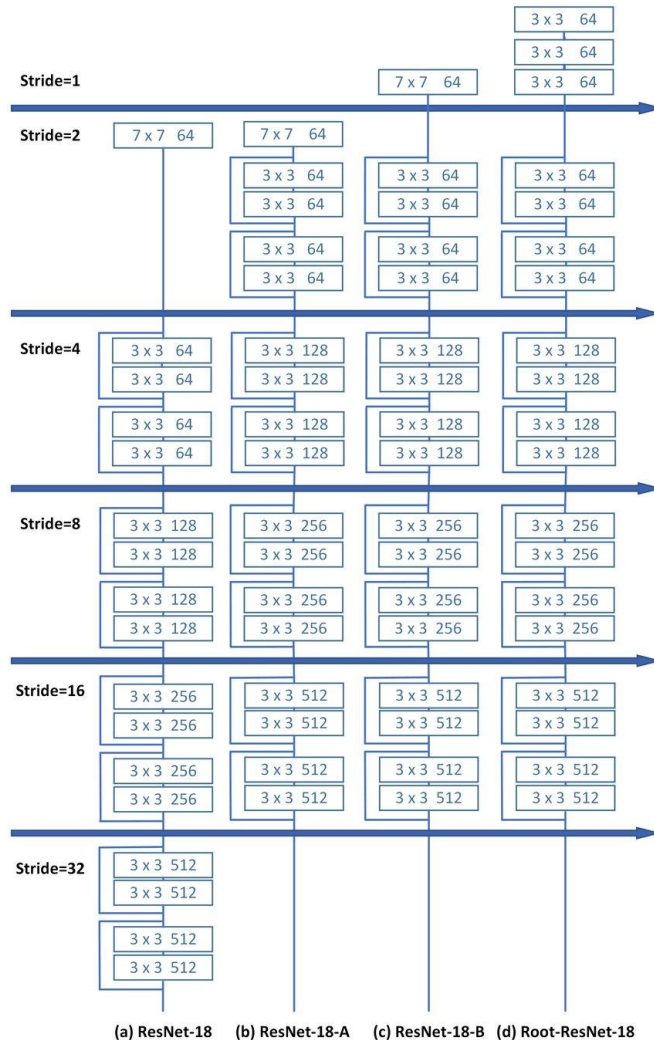 3 x 3 64
3 x 3 64
Stride=1 7 x 7 64 3 x 3 64
Stride=2 7 x 7 64 7 x 7 64
3 x 3 64 3 x 3 64 3 x 3 64
3 x 3 64 3 x 3 64 3 x 3 64
3 x 3 64 3 x 3 64 3 x 3 64
3 x 3 64 3 x 3 64 3 x 3 64
Stride=4 3 x 3 64 3 x 3 128 3 x 3 128 3 x 3 128
3 x 3 64 3 x 3 128 3 x 3 128 3 x 3 128
3 x 3 64 3 x 3 128 3 x 3 128 3 x 3 128
3 x 3 64 3 x 3 128 3 x 3 128 3 x 3 128
Stride=8 3 x 3 128 3 x 3 256 3 x 3 256 3 x 3 256
3 x 3 128 3 x 3 256 3 x 3 256 3 x 3 256
3 x 3 128 3 x 3 256 3 x 3 256 3 x 3 256
3 x 3 128 3 x 3 256 3 x 3 256 3 x 3 256
Stride=16 3 x 3 256 3 x 3 512 3 x 3 512 3 x 3 512
3 x 3 256 3 x 3 512 3 x 3 512 3 x 3 512
3 x 3 256 3 x 3 512 3 x 3 512 3 x 3 512
3 x 3 256 3 x 3 512 3 x 3 512 3 x 3 512
Stride=32 3 x 3 512
3 x 3 512
3 x 3 512
3 x 3 512
(a) ResNet-18 (b) ResNet-18-A (c) ResNet-18-B (d) Root-ResNet-18